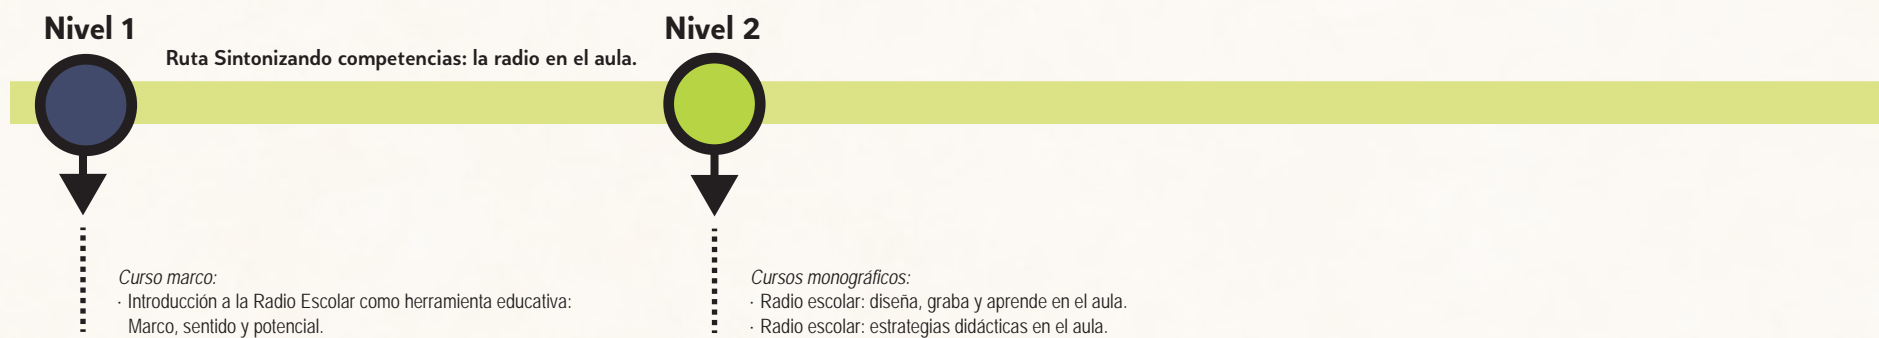 Nivel 1
Ruta Sintonizando competencias: la radio en el aula.
Nivel 2
Curso marco:
· Introducción a la Radio Escolar como herramienta educativa:
Marco, sentido y potencial.
Cursos monográficos:
· Radio escolar: diseña, graba y aprende en el aula.
· Radio escolar: estrategias didácticas en el aula.